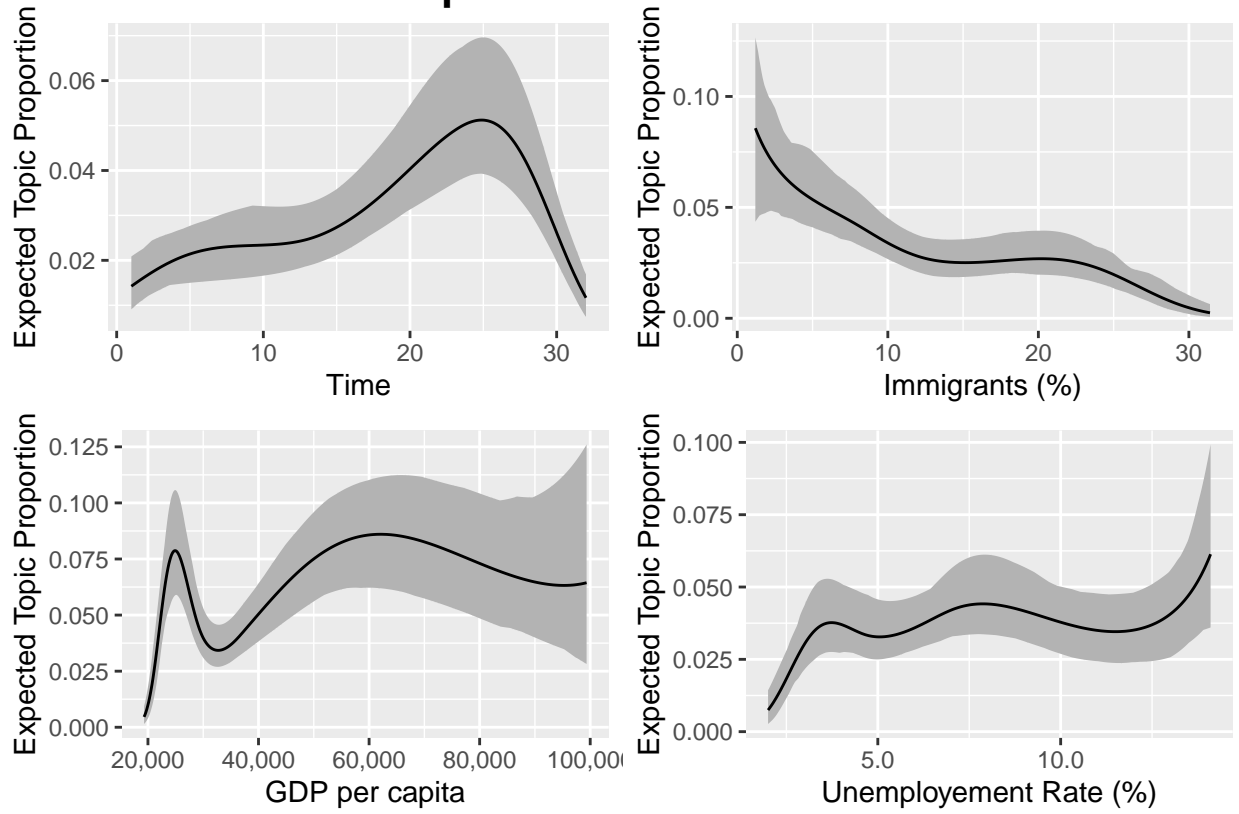 Expected Topic Proportion
0.06
0.04
0.02
0 10 20 30
Time
Expected Topic Proportion
0.10
0.05
0.00
0 10 20 30
Immigrants (%)
Expected Topic Proportion
0.125
0.100
0.075
0.050
0.025
0.000
20,000 40,000 60,000 80,000 100,00
GDP per capita
Expected Topic Proportion
0.100
0.075
0.050
0.025
0.000
5.0 10.0
Unemployement Rate (%)